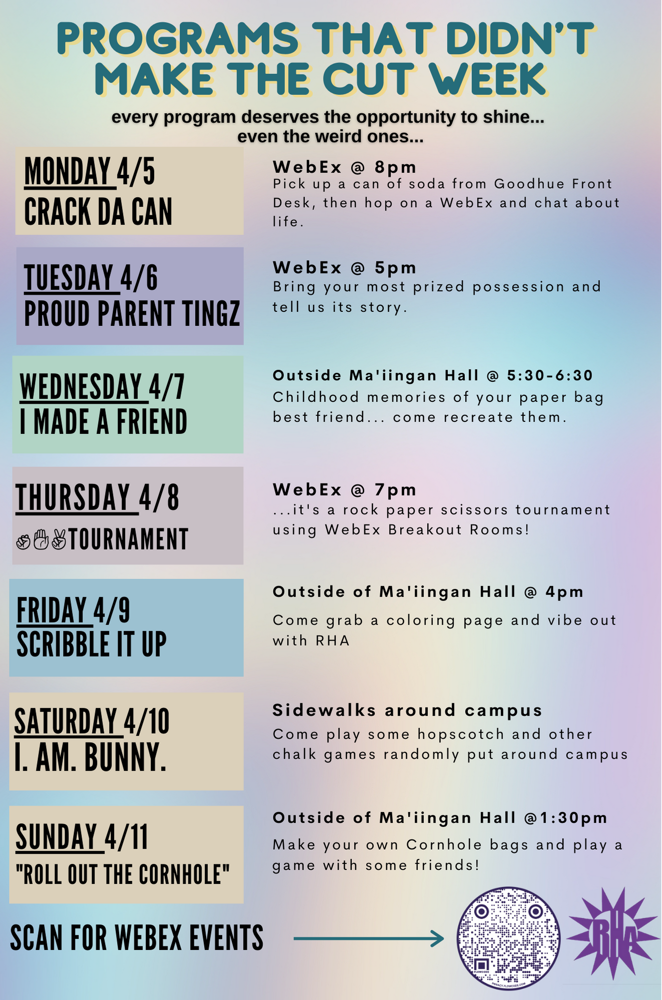 PROGRAMS THAT DIDN'T
MAKE THE CUT WEEK
every program deserves the opportunity to shine...
even the weird ones...
MONDAY 4/5
CRACK DA CAN
WebEx @ 8pm
Pick up a can of soda from Goodhue Front
Desk, then hop on a WebEx and chat about
life.
TUESDAY 4/6
PROUD PARENT TINGZ
WebEx @ 5pm
Bring your most prized possession and
tell us its story.
WEDNESDAY 4/7
I MADE A FRIEND
Outside Ma'iingan Hall @ 5:30-6:30
Childhood memories of your paper bag
best friend... come recreate them.
THURSDAY 4/8
✊✋✌TOURNAMENT
WebEx @ 7pm
...it's a rock paper scissors tournament
using WebEx Breakout Rooms!
FRIDAY 4/9
SCRIBBLE IT UP
Outside of Ma'iingan Hall @ 4pm
Come grab a coloring page and vibe out
with RHA
SATURDAY 4/10
I. AM. BUNNY.
Sidewalks around campus
Come play some hopscotch and other
chalk games randomly put around campus
SUNDAY 4/11
"ROLL OUT THE CORNHOLE"
Outside of Ma'iingan Hall @1:30pm
Make your own Cornhole bags and play a
game with some friends!
SCAN FOR WEBEX EVENTS
FLOWCODE
PRIVACY.FLOWCODE.COM
RHA